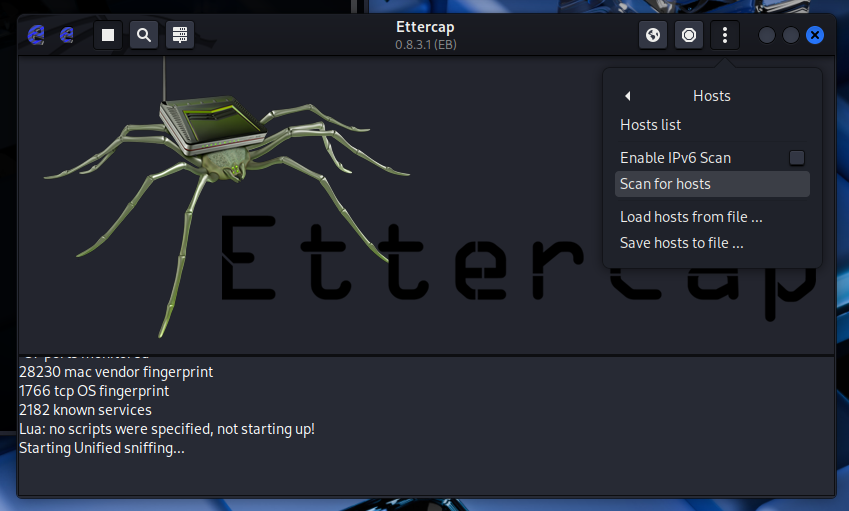 Ettercap
0.8.3.1 (EB)
Hosts
Hosts list
Enable IPv6 Scan
Scan for hosts
Load hosts from file ...
Save hosts to file ...
Ettercap
ports monitored
28230 mac vendor fingerprint
1766 tcp OS fingerprint
2182 known services
Lua: no scripts were specified, not starting up!
Starting Unified sniffing...